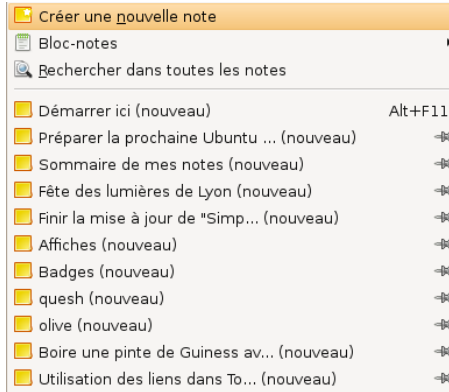 Créer une nouvelle note
Bloc-notes
Rechercher dans toutes les notes
Démarrer ici (nouveau) Alt+F11
Préparer la prochaine Ubuntu ... (nouveau)
Sommaire de mes notes (nouveau)
Fête des lumières de Lyon (nouveau)
Finir la mise à jour de "Simp... (nouveau)
Affiches (nouveau)
Badges (nouveau)
quesh (nouveau)
olive (nouveau)
Boire une pinte de Guiness av... (nouveau)
Utilisation des liens dans To... (nouveau)